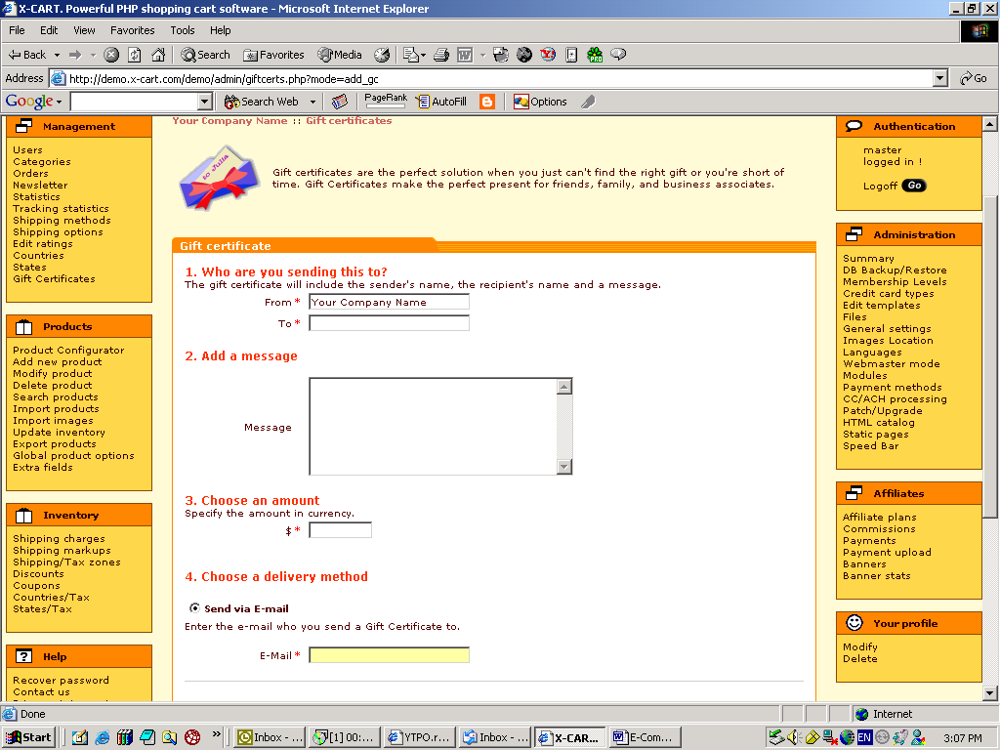 X-CART. Powerful PHP shopping cart software - Microsoft Internet Explorer
File Edit View Favorites Tools Help
Back Search Favorites Media
Address http://demo.x-cart.com/demo/admin/giftcerts.php?mode=add_gc Go
Google Search Web PageRank AutoFill Options
Management
Users
Categories
Orders
Newsletter
Statistics
Tracking statistics
Shipping methods
Shipping options
Edit ratings
Countries
States
Gift Certificates
Products
Product Configurator
Add new product
Modify product
Delete product
Search products
Import products
Import images
Update inventory
Export products
Global product options
Extra fields
Inventory
Shipping charges
Shipping markups
Shipping/Tax zones
Discounts
Coupons
Countries/Tax
States/Tax
Help
Recover password
Contact us
Your Company Name :: Gift certificates
to Julia
Gift certificates are the perfect solution when you just can't find the right gift or you're short of
time. Gift Certificates make the perfect present for friends, family, and business associates.
Gift certificate
1. Who are you sending this to?
The gift certificate will include the sender's name, the recipient's name and a message.
From * Your Company Name
To *
2. Add a message
Message
3. Choose an amount
Specify the amount in currency.
$ *
4. Choose a delivery method
Send via E-mail
Enter the e-mail who you send a Gift Certificate to.
E-Mail *
Authentication
master
logged in !
Logoff Go
Administration
Summary
DB Backup/Restore
Membership Levels
Credit card types
Edit templates
Files
General settings
Images Location
Languages
Webmaster mode
Modules
Payment methods
CC/ACH processing
Patch/Upgrade
HTML catalog
Static pages
Speed Bar
Affiliates
Affiliate plans
Commissions
Payments
Payment upload
Banners
Banner stats
Your profile
Modify
Delete
Done Internet
Start » Inbox - ... [1] 00:... YTPO.r... Inbox - ... X-CAR... E-Com... EN 3:07 PM